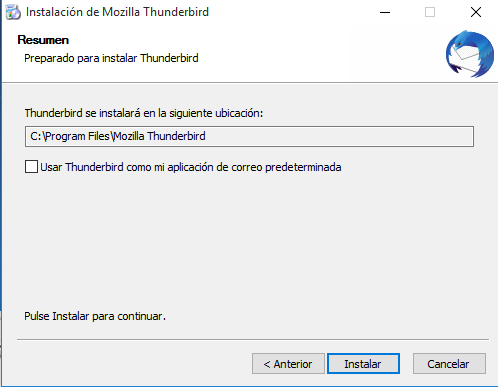 Instalación de Mozilla Thunderbird
Resumen
Preparado para instalar Thunderbird
Thunderbird se instalará en la siguiente ubicación:
C:\Program Files\Mozilla Thunderbird
Usar Thunderbird como mi aplicación de correo predeterminada
Pulse Instalar para continuar.
< Anterior Instalar Cancelar